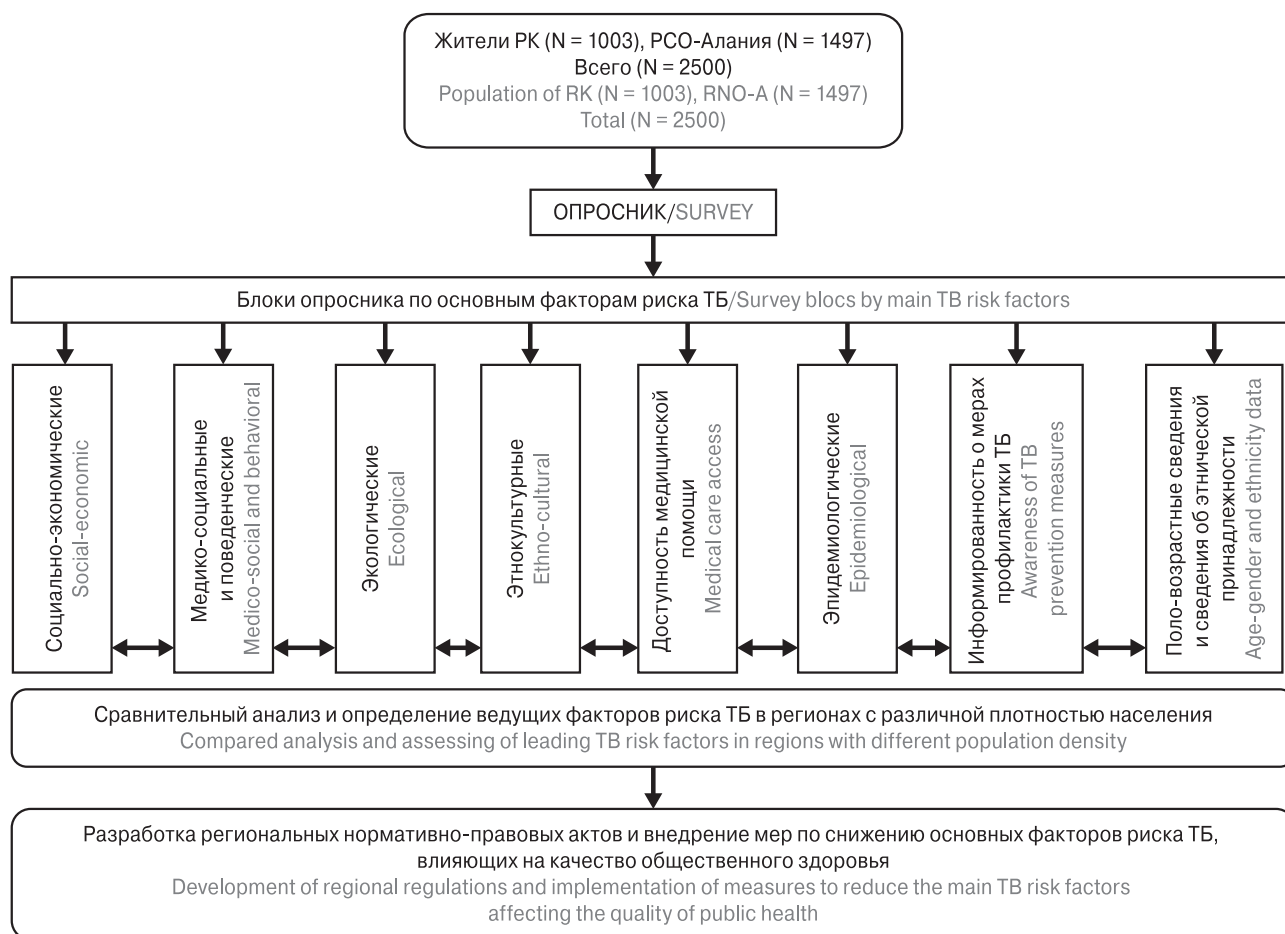 Жители РК (N = 1003), РСО-Алания (N = 1497)
Всего (N = 2500)
Population of RK (N = 1003), RNO-A (N = 1497)
Total (N = 2500)
ОПРОСНИК/SURVEY
Блоки опросника по основным факторам риска ТБ/Survey blocs by main TB risk factors
Социально-экономические
Social-economic
Медико-социальные
и поведенческие
Medico-social and behavioral
Экологические
Ecological
Этнокультурные
Ethno-cultural
Доступность медицинской
помощи
Medical care access
Эпидемиологические
Epidemiological
Информированность о мерах
профилактики ТБ
Awareness of TB
prevention measures
Поло-возрастные сведения
и сведения об этнической
принадлежности
Age-gender and ethnicity data
Сравнительный анализ и определение ведущих факторов риска ТБ в регионах с различной плотностью населения
Compared analysis and assessing of leading TB risk factors in regions with different population density
Разработка региональных нормативно-правовых актов и внедрение мер по снижению основных факторов риска ТБ,
влияющих на качество общественного здоровья
Development of regional regulations and implementation of measures to reduce the main TB risk factors
affecting the quality of public health